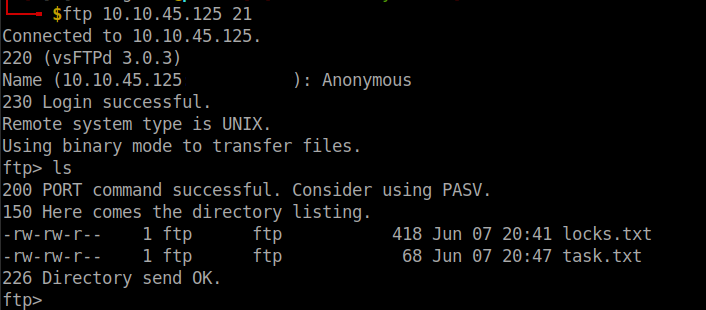 $ftp 10.10.45.125 21
Connected to 10.10.45.125.
220 (vsFTPd 3.0.3)
Name (10.10.45.125           ): Anonymous
230 Login successful.
Remote system type is UNIX.
Using binary mode to transfer files.
ftp> ls
200 PORT command successful. Consider using PASV.
150 Here comes the directory listing.
-rw-rw-r--    1 ftp      ftp           418 Jun 07 20:41 locks.txt
-rw-rw-r--    1 ftp      ftp            68 Jun 07 20:47 task.txt
226 Directory send OK.
ftp>